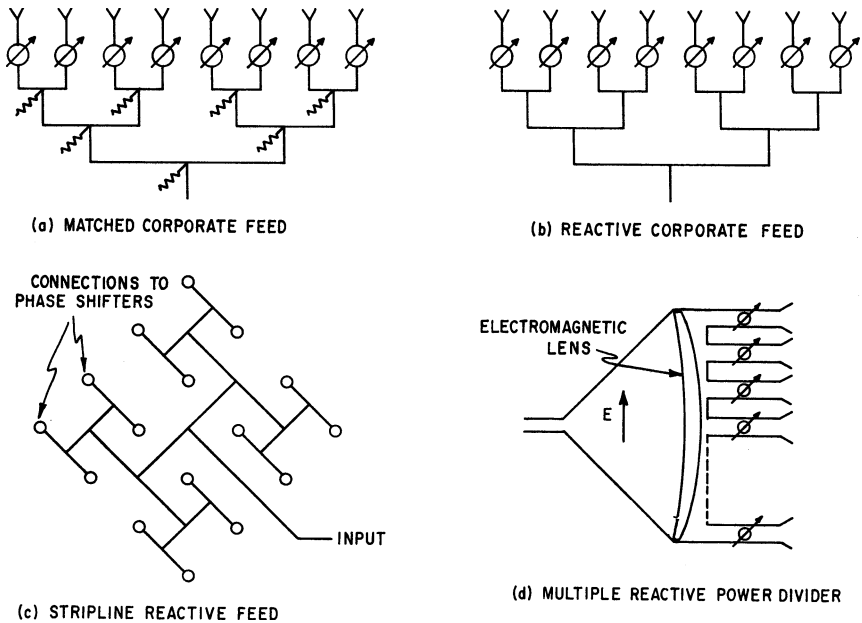 (a) MATCHED CORPORATE FEED
(b) REACTIVE CORPORATE FEED
CONNECTIONS TO
PHASE SHIFTERS
INPUT
(c) STRIPLINE REACTIVE FEED
ELECTROMAGNETIC
LENS
E
(d) MULTIPLE REACTIVE POWER DIVIDER